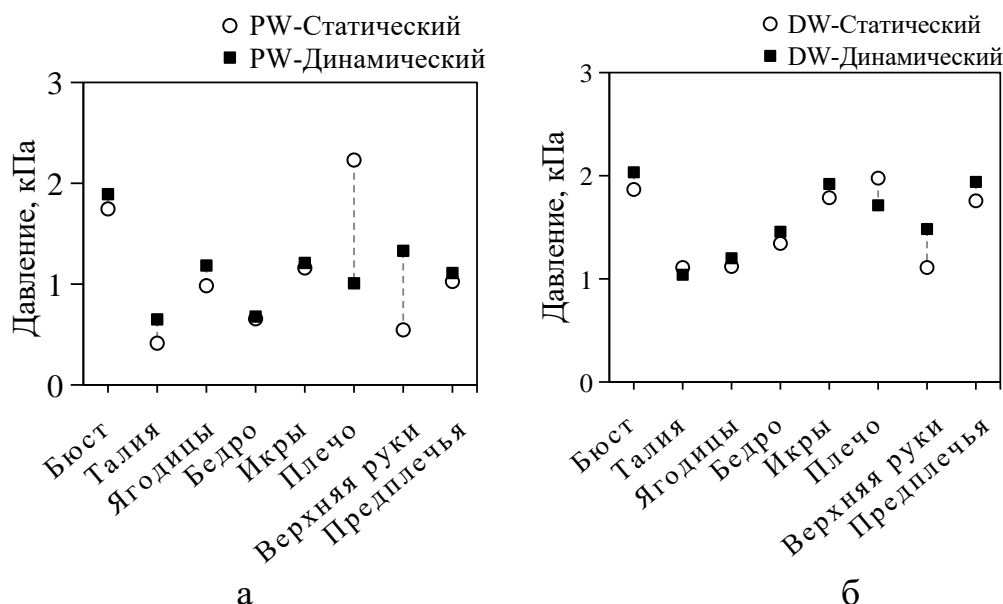 PW-Статический
PW-Динамический
3
2
1
0
Давление, кПа
Бюст
Талия
Ягодицы
Бедро
Икры
Плечо
Верхняя руки
Предплечья
а
DW-Статический
DW-Динамический
3
2
1
0
Давление, кПа
Бюст
Талия
Ягодицы
Бедро
Икры
Плечо
Верхняя руки
Предплечья
б